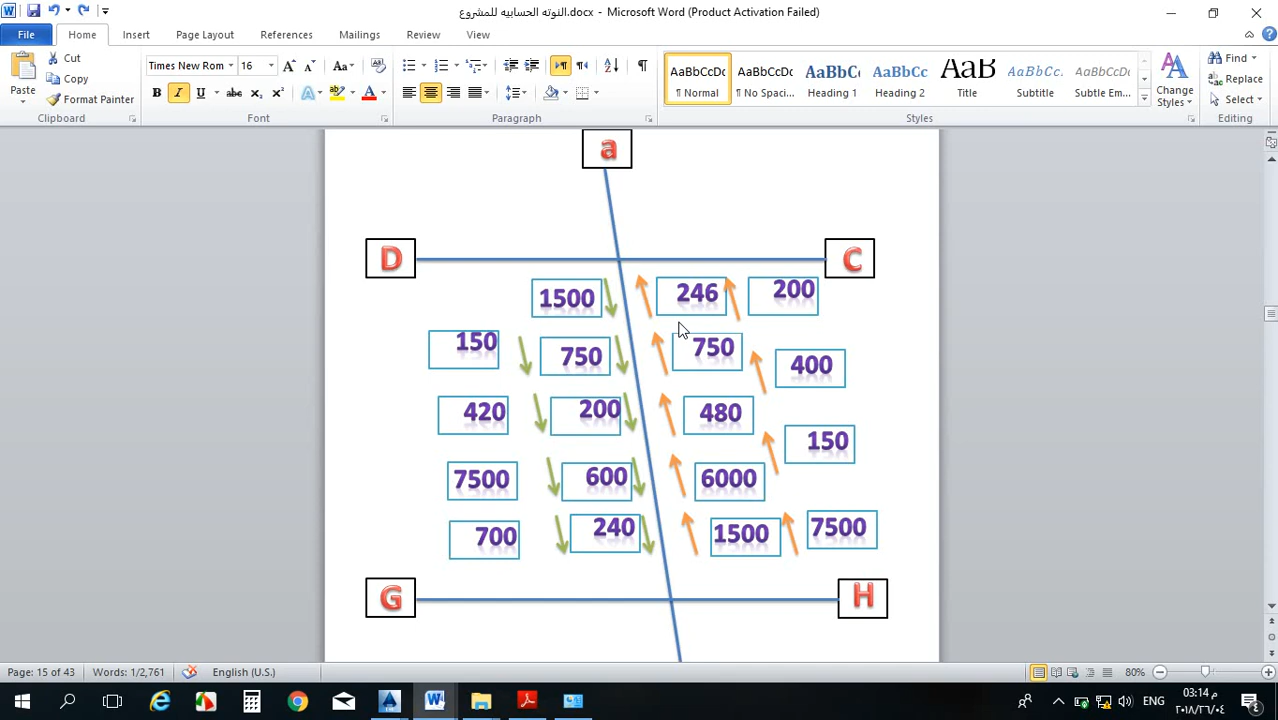 النوته الحسابيه للمشروع.docx - Microsoft Word (Product Activation Failed)
File Home Insert Page Layout References Mailings Review View
Cut
Copy
Format Painter
Paste
Clipboard
Times New Rom 16
Font
Paragraph
AaBbCcDc AaBbCcDc AaBbC AaBbCc AaB AaBbCc. AaBbCcDc
¶ Normal ¶ No Spaci... Heading 1 Heading 2 Title Subtitle Subtle Em...
Change Styles
Styles
Find
Replace
Select
Editing
a
D C
1500 246 200
150 750 750 400
420 200 480 150
7500 600 6000
700 240 1500 7500
G H
Page: 15 of 43 Words: 1/2,761 English (U.S.) 80%
ENG
03:14 م
٢٠١٨/٢٦/٠٤